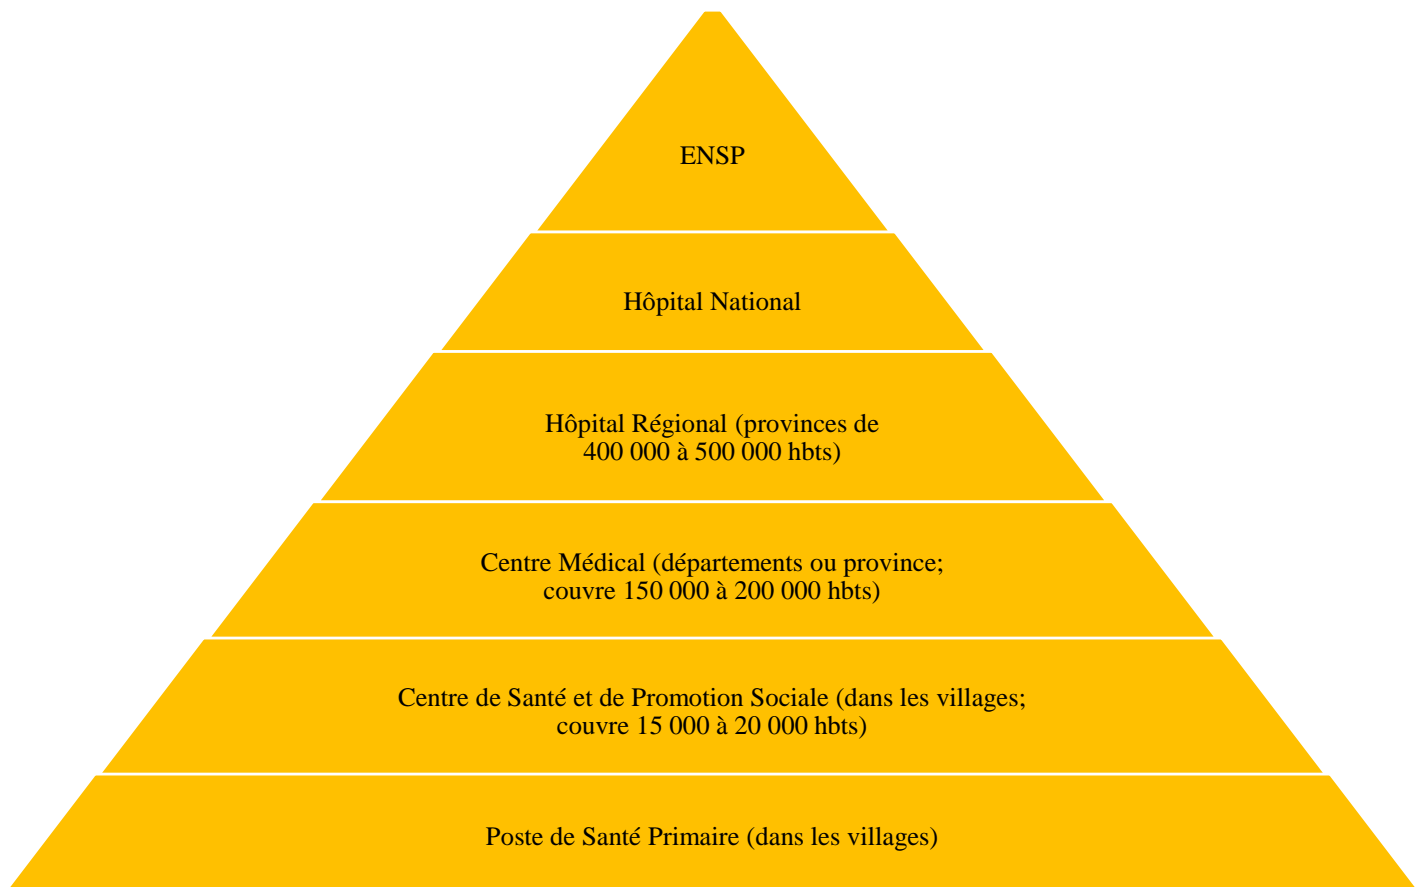 ENSP
Hôpital National
Hôpital Régional (provinces de
400 000 à 500 000 hbts)
Centre Médical (départements ou province;
couvre 150 000 à 200 000 hbts)
Centre de Santé et de Promotion Sociale (dans les villages;
couvre 15 000 à 20 000 hbts)
Poste de Santé Primaire (dans les villages)